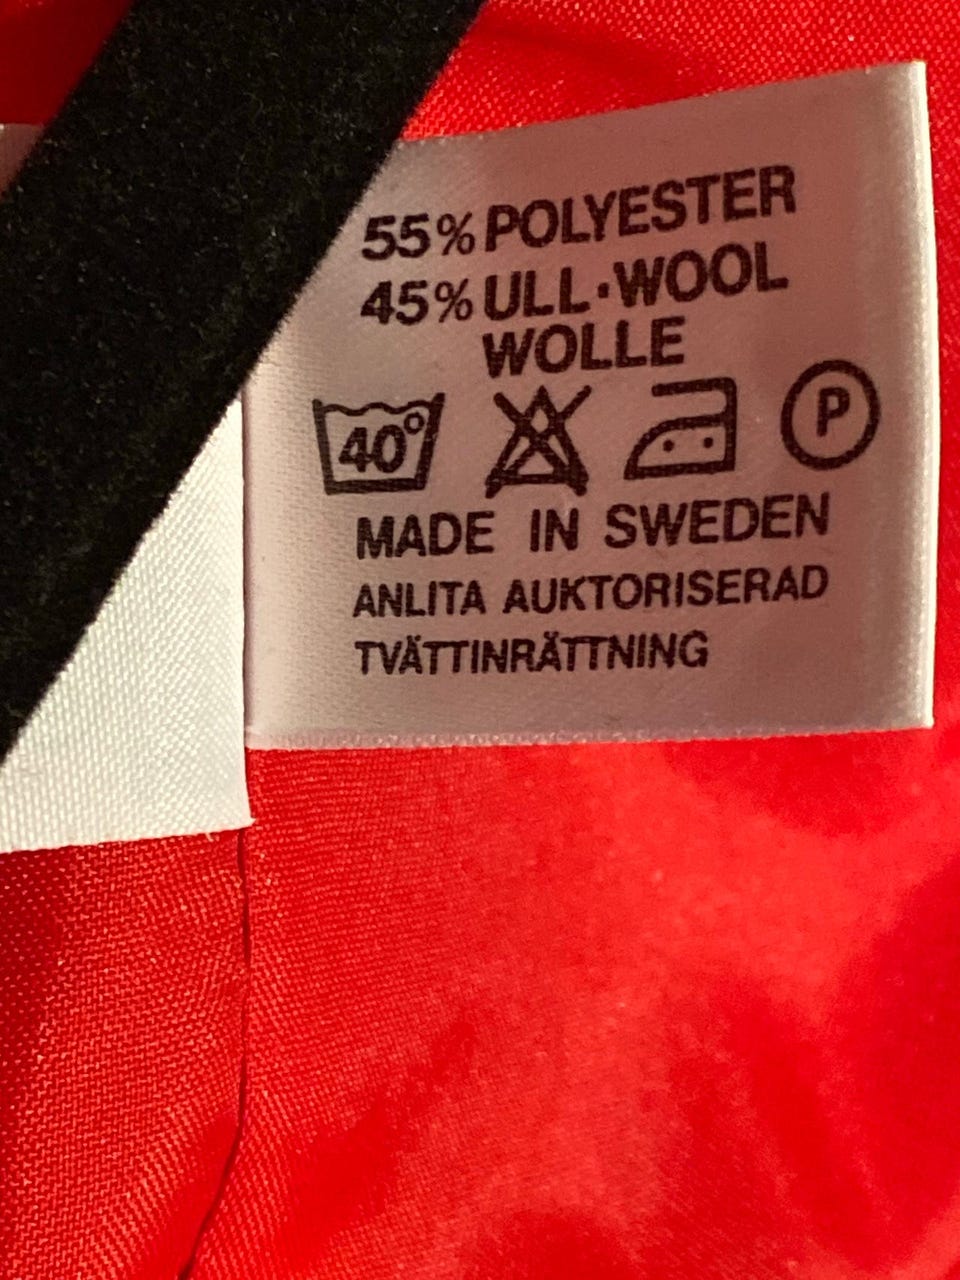 55% POLYESTER
45% ULL·WOOL
WOLLE
40° P
MADE IN SWEDEN
ANLITA AUKTORISERAD
TVÄTTINRÄTTNING